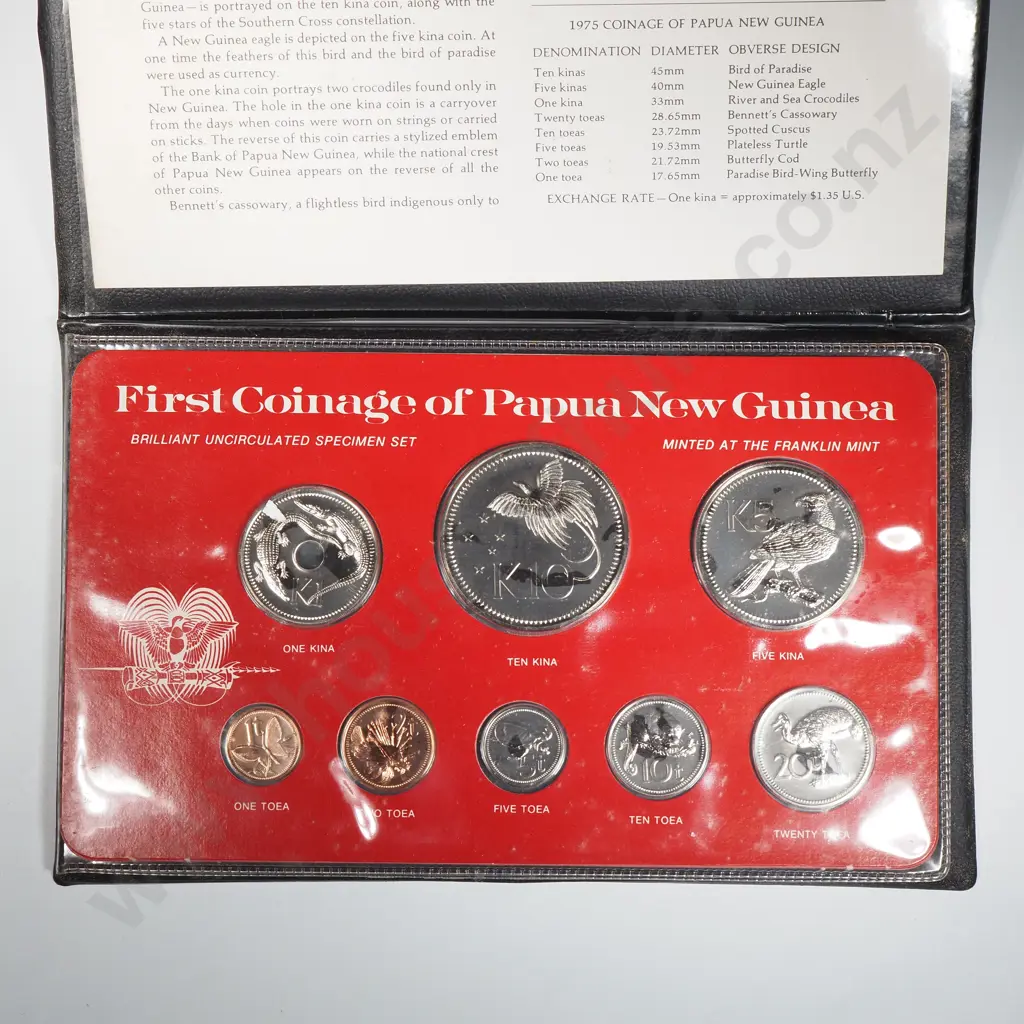 Guinea—is portrayed on the ten kina coin, along with the
five stars of the Southern Cross constellation.
A New Guinea eagle is depicted on the five kina coin. At
one time the feathers of this bird and the bird of paradise
were used as currency.
The one kina coin portrays two crocodiles found only in
New Guinea. The hole in the one kina coin is a carryover
from the days when coins were worn on strings or carried
on sticks. The reverse of this coin carries a stylized emblem
of the Bank of Papua New Guinea, while the national crest
of Papua New Guinea appears on the reverse of all the
other coins.
Bennett's cassowary, a flightless bird indigenous only to
1975 COINAGE OF PAPUA NEW GUINEA
DENOMINATION DIAMETER OBVERSE DESIGN
Ten kinas 45mm Bird of Paradise
Five kinas 40mm New Guinea Eagle
One kina 33mm River and Sea Crocodiles
Twenty toeas 28.65mm Bennett's Cassowary
Ten toeas 23.72mm Spotted Cuscus
Five toeas 19.53mm Plateless Turtle
Two toeas 21.72mm Butterfly Cod
One toea 17.65mm Paradise Bird-Wing Butterfly
EXCHANGE RATE—One kina = approximately $1.35 U.S.
First Coinage of Papua New Guinea
BRILLIANT UNCIRCULATED SPECIMEN SET
MINTED AT THE FRANKLIN MINT
K1
K10
K5
ONE KINA
TEN KINA
FIVE KINA
1t
5t
10t
20t
ONE TOEA
TOEA
FIVE TOEA
TEN TOEA
TWENTY